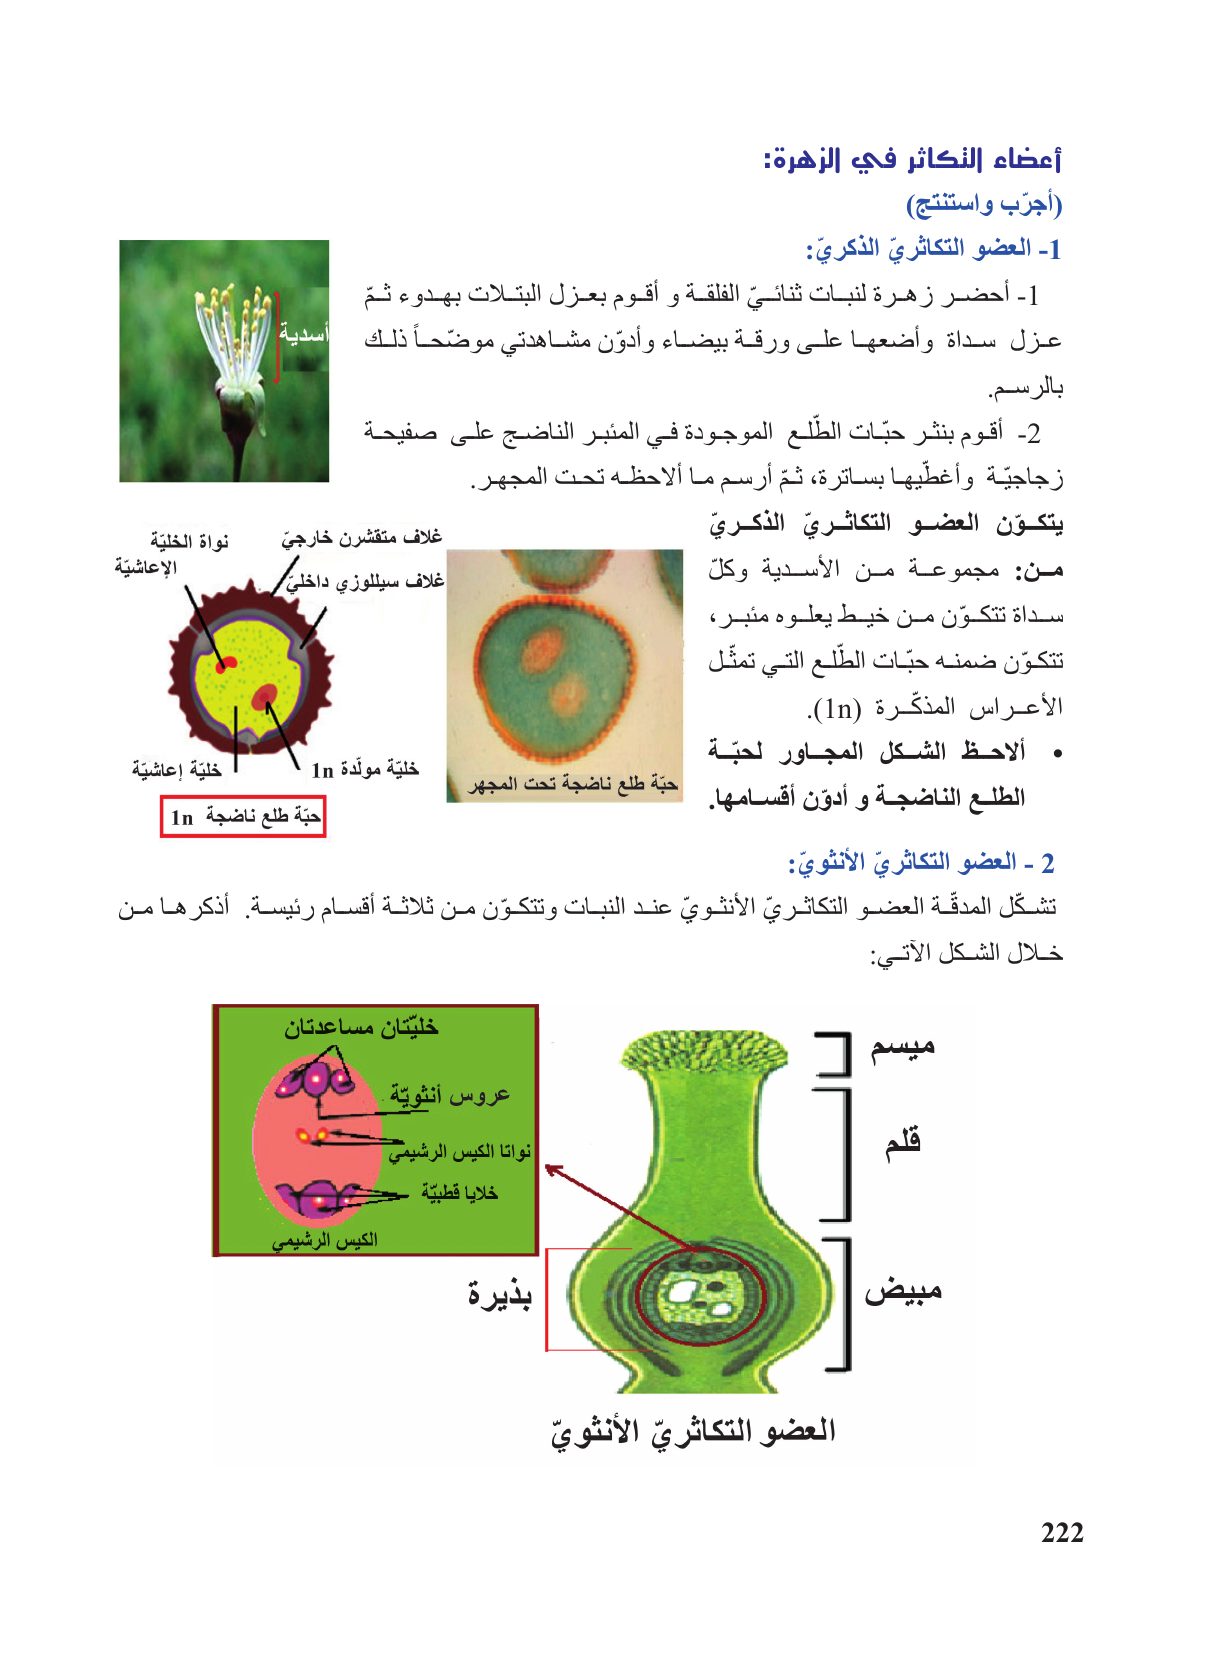 أعضاء التكاثر في الزهرة:
(أجرّب واستنتج)
1- العضو التكاثريّ الذكريّ:
1- أحضر زهرة لنبات ثنائيّ الفلقة و أقوم بعزل البتلات بهدوء ثمّ
عزل سداة وأضعها على ورقة بيضاء وأدوّن مشاهدتي موضّحاً ذلك
بالرسم.
أسدية
2- أقوم بنثر حبّات الطّلع الموجودة في المئبر الناضج على صفيحة
زجاجيّة وأغطّيها بساترة، ثمّ أرسم ما ألاحظه تحت المجهر.
يتكوّن العضو التكاثريّ الذكريّ
من: مجموعة من الأسدية وكلّ
سداة تتكوّن من خيط يعلوه مئبر،
تتكوّن ضمنه حبّات الطّلع التي تمثّل
الأعراس المذكّرة (1n).
• ألاحظ الشكل المجاور لحبّة
الطلع الناضجة و أدوّن أقسامها.
حبّة طلع ناضجة تحت المجهر
غلاف متقشرن خارجيّ
غلاف سيللوزي داخليّ
نواة الخليّة
الإعاشيّة
خليّة مولّدة 1n
خليّة إعاشيّة
حبّة طلع ناضجة 1n
2 - العضو التكاثريّ الأنثويّ:
تشكّل المدقّة العضو التكاثريّ الأنثويّ عند النبات وتتكوّن من ثلاثة أقسام رئيسة. أذكرها من
خلال الشكل الآتي:
ميسم
قلم
مبيض
بذيرة
خليّتان مساعدتان
عروس أنثويّة
نواتا الكيس الرشيمي
خلايا قطبيّة
الكيس الرشيمي
العضو التكاثريّ الأنثويّ
222